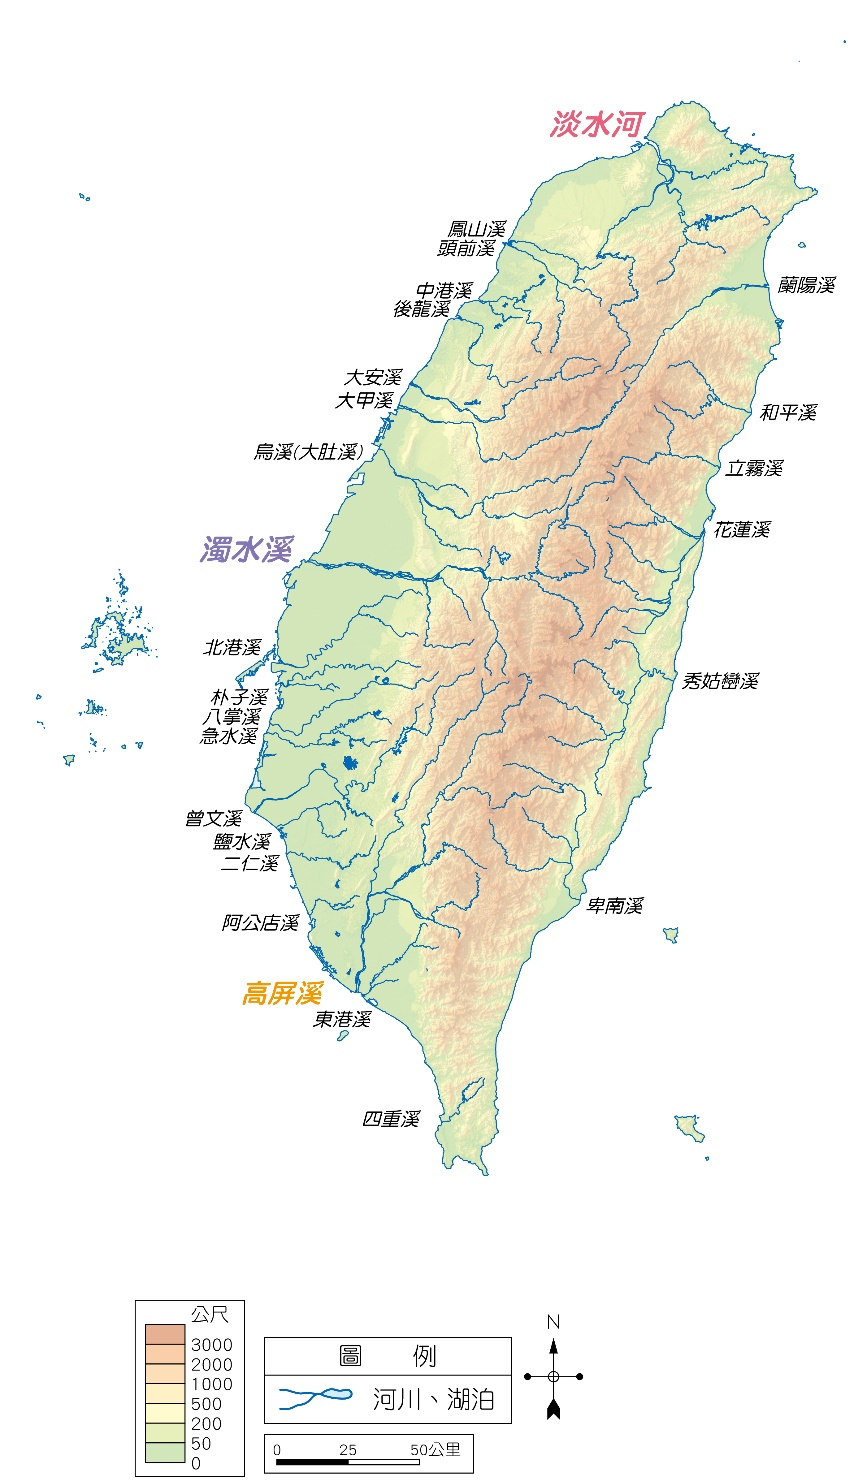 淡水河
鳳山溪
頭前溪
中港溪
後龍溪
蘭陽溪
大安溪
大甲溪
和平溪
烏溪(大肚溪)
立霧溪
花蓮溪
濁水溪
北港溪
秀姑巒溪
朴子溪
八掌溪
急水溪
曾文溪
鹽水溪
二仁溪
卑南溪
阿公店溪
高屏溪
東港溪
四重溪
公尺
3000
2000
1000
500
200
50
0
圖 例
河川、湖泊
0 25 50公里
N